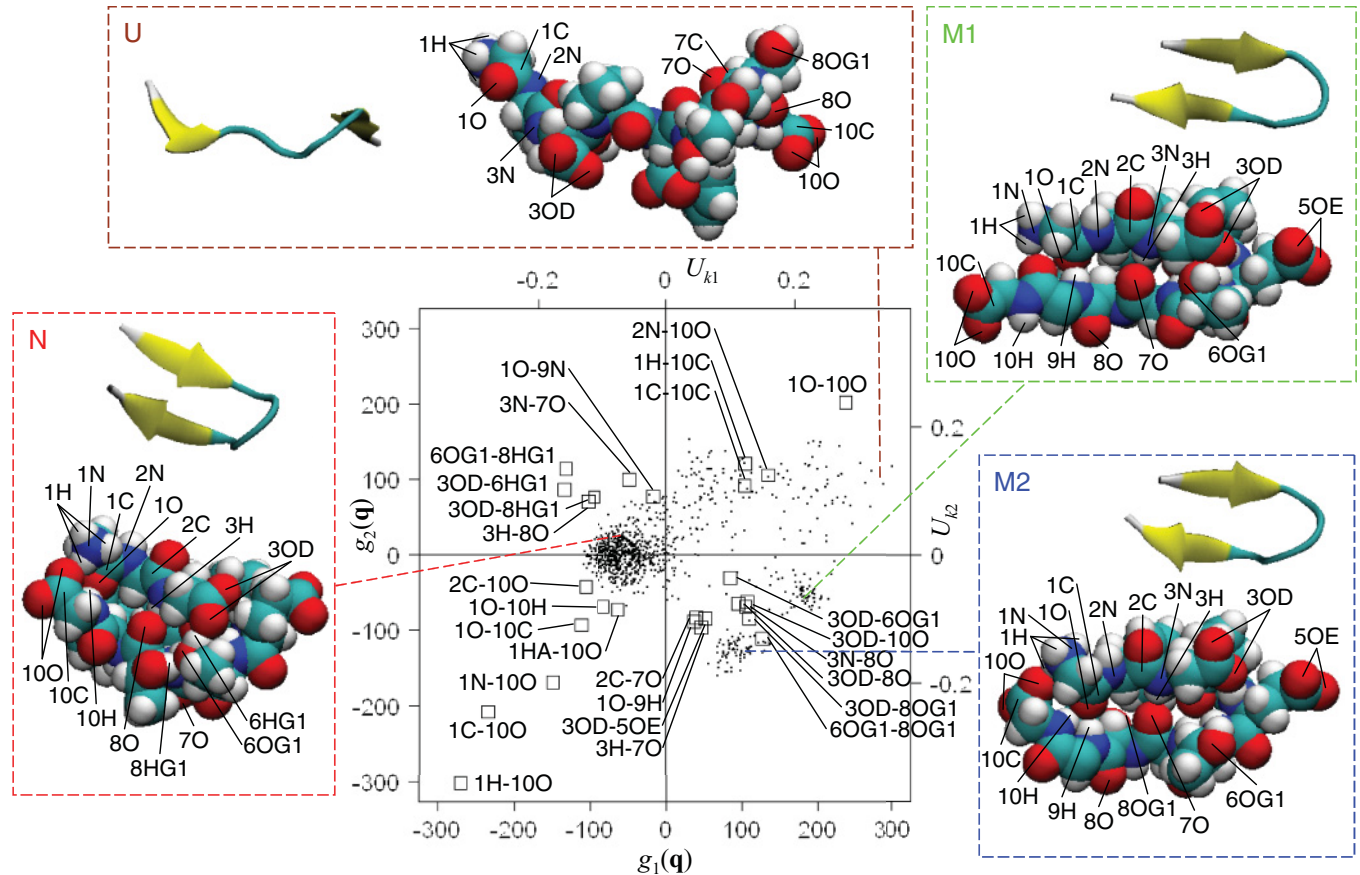 U
1H
1C
2N
1O
3N
3OD
7C
7O
8OG1
8O
10C
10O
M1
1N
1O
1C
2N
2C
3N
3H
3OD
1H
5OE
10C
10O
10H
9H
8O
7O
6OG1
N
1H
1N
1C
2N
1O
2C
3H
3OD
10O
10C
10H
8O
8HG1
7O
6HG1
6OG1
U k1
-0.2
0
0.2
300
200
100
0
-100
-200
-300
g2(q)
2N-10O
1H-10C
1C-10C
1O-10O
1O-9N
3N-7O
6OG1-8HG1
3OD-6HG1
3OD-8HG1
3H-8O
2C-10O
1O-10H
1O-10C
1HA-10O
1N-10O
1C-10O
1H-10O
2C-7O
1O-9H
3OD-5OE
3H-7O
3OD-6OG1
3OD-10O
3N-8O
3OD-8O
3OD-8OG1
6OG1-8OG1
0.2
0
-0.2
U k2
-300
-200
-100
0
100
200
300
g1(q)
M2
1C
1O
1N
1H
2N
2C
3N
3H
3OD
5OE
10O
10C
10H
9H
8O
8OG1
7O
6OG1